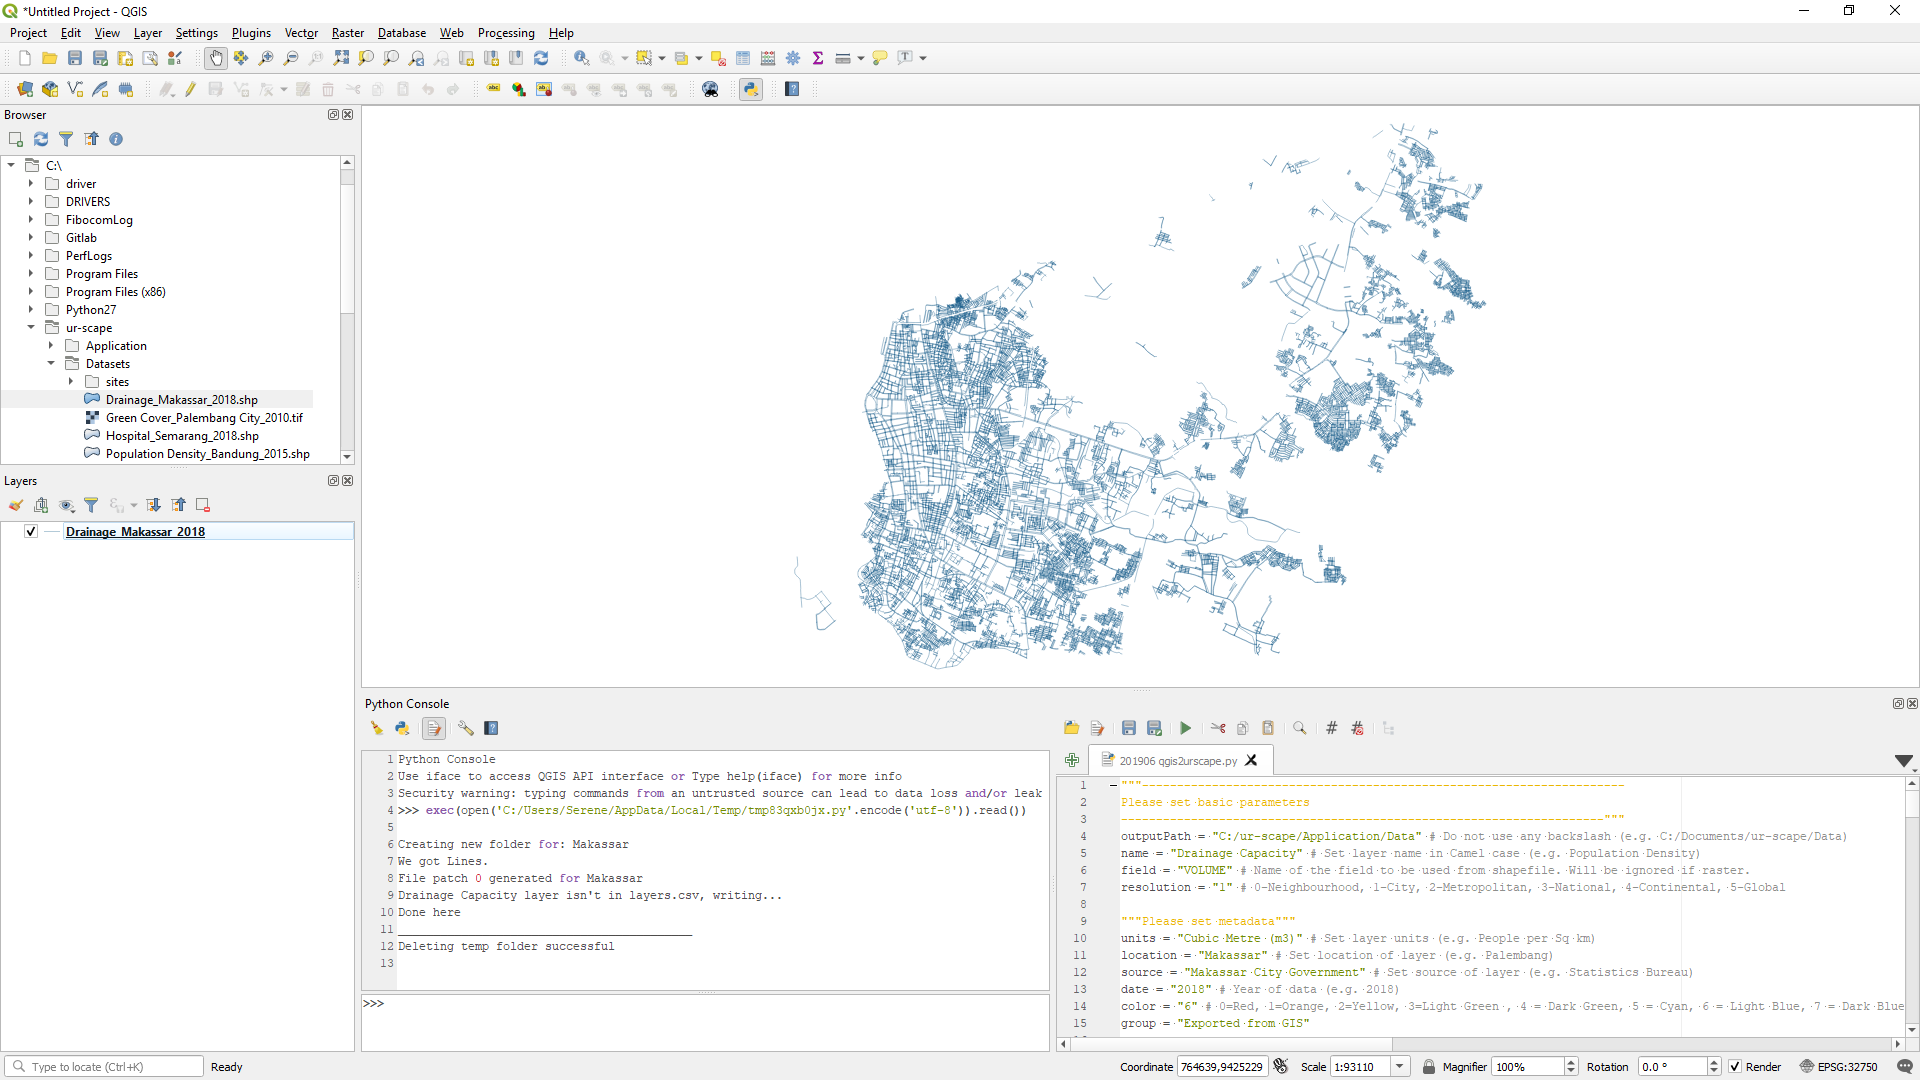 *Untitled Project - QGIS
Project Edit View Layer Settings Plugins Vector Raster Database Web Processing Help
Browser
C:\
driver
DRIVERS
FibocomLog
Gitlab
PerfLogs
Program Files
Program Files (x86)
Python27
ur-scape
Application
Datasets
sites
Drainage_Makassar_2018.shp
Green Cover_Palembang City_2010.tif
Hospital_Semarang_2018.shp
Population Density_Bandung_2015.shp
Layers
Drainage_Makassar_2018
Python Console
1 Python Console
2 Use iface to access QGIS API interface or Type help(iface) for more info
3 Security warning: typing commands from an untrusted source can lead to data loss and/or leak
4 >>> exec(open('C:/Users/Serene/AppData/Local/Temp/tmp83qxb0jx.py'.encode('utf-8')).read())
5
6 Creating new folder for: Makassar
7 We got Lines.
8 File patch 0 generated for Makassar
9 Drainage Capacity layer isn't in layers.csv, writing...
10 Done here
11 __________________________________________
12 Deleting temp folder successful
13
>>>
201906 qgis2urscape.py
1 """---------------------------------------------------------------------
2 Please set basic parameters
3 ---------------------------------------------------------------------"""
4 outputPath = "C:/ur-scape/Application/Data" # Do not use any backslash (e.g. C:/Documents/ur-scape/Data)
5 name = "Drainage Capacity" # Set layer name in Camel case (e.g. Population Density)
6 field = "VOLUME" # Name of the field to be used from shapefile. Will be ignored if raster.
7 resolution = "1" # 0-Neighbourhood, 1-City, 2-Metropolitan, 3-National, 4-Continental, 5-Global
8
9 """Please set metadata"""
10 units = "Cubic Metre (m3)" # Set layer units (e.g. People per Sq km)
11 location = "Makassar" # Set location of layer (e.g. Palembang)
12 source = "Makassar City Government" # Set source of layer (e.g. Statistics Bureau)
13 date = "2018" # Year of data (e.g. 2018)
14 color = "6" # 0=Red, 1=Orange, 2=Yellow, 3=Light Green , 4 = Dark Green, 5 = Cyan, 6 = Light Blue, 7 = Dark Blue
15 group = "Exported from GIS"
Type to locate (Ctrl+K) Ready Coordinate 764639,9425229 Scale 1:93110 Magnifier 100% Rotation 0.0 ° Render EPSG:32750